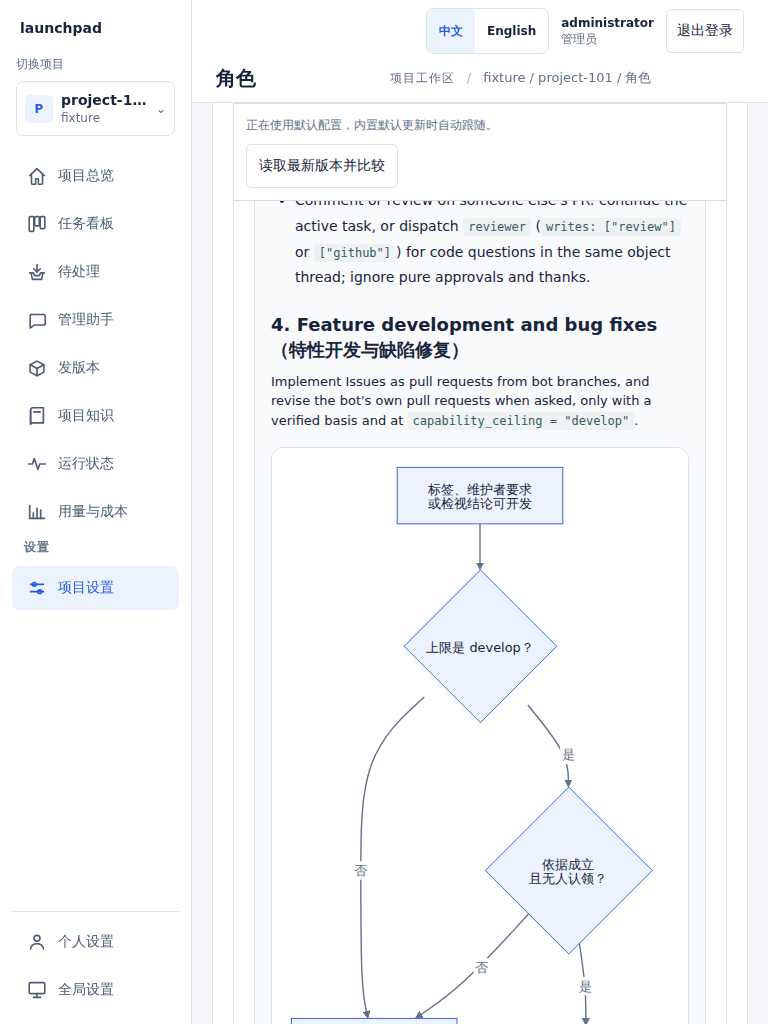 launchpad
切换项目
P
project-1…
fixture
项目总览
任务看板
待处理
管理助手
发版本
项目知识
运行状态
用量与成本
设置
项目设置
个人设置
全局设置
中文
English
administrator
管理员
退出登录
角色
项目工作区 / fixture / project-101 / 角色
正在使用默认配置，内置默认更新时自动跟随。
读取最新版本并比较
Comment or review on someone else's PR: continue the
active task, or dispatch reviewer ( writes: ["review"]
or ["github"] ) for code questions in the same object
thread; ignore pure approvals and thanks.
4. Feature development and bug fixes
（特性开发与缺陷修复）
Implement Issues as pull requests from bot branches, and
revise the bot's own pull requests when asked, only with a
verified basis and at capability_ceiling = "develop" .
标签、维护者要求
或检视结论可开发
上限是 develop？
是
依据成立
且无人认领？
否
否
是